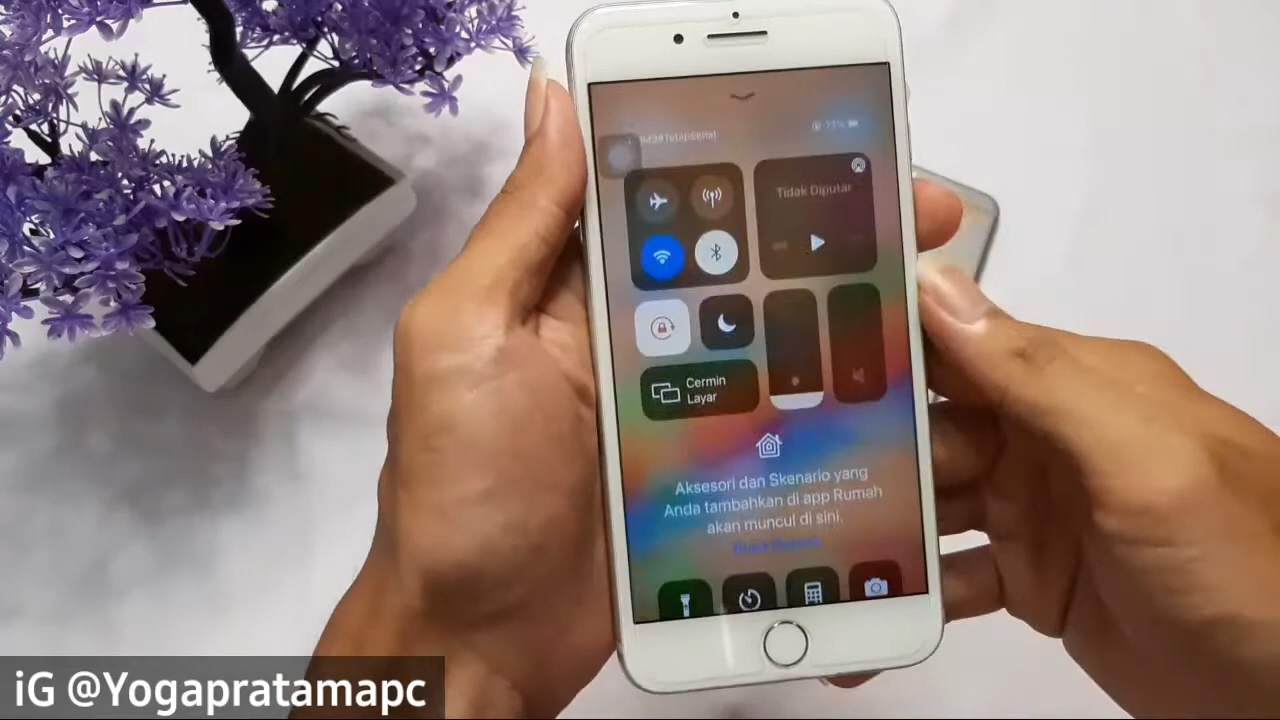 73%
Tidak Diputar
Cermin
Layar
Aksesori dan Skenario yang
Anda tambahkan di app Rumah
akan muncul di sini.
iG @Yogapratamapc